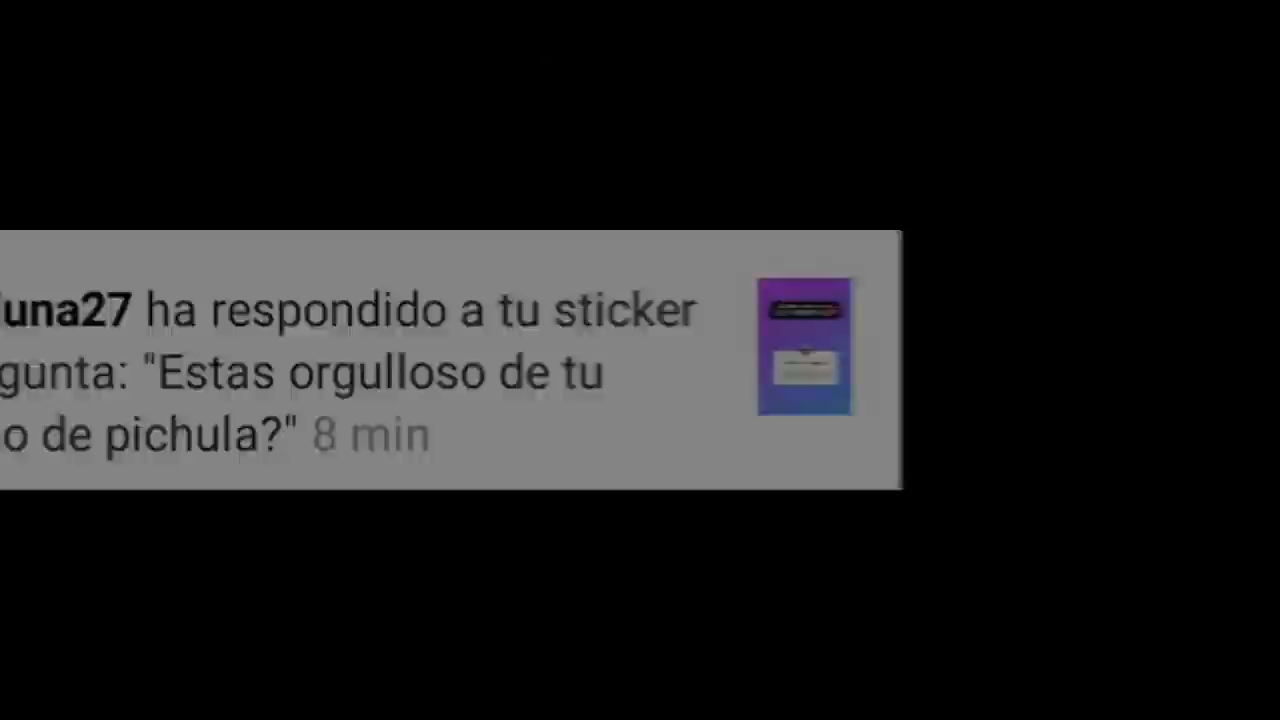 una27 ha respondido a tu sticker
gunta: "Estas orgulloso de tu
o de pichula?" 8 min